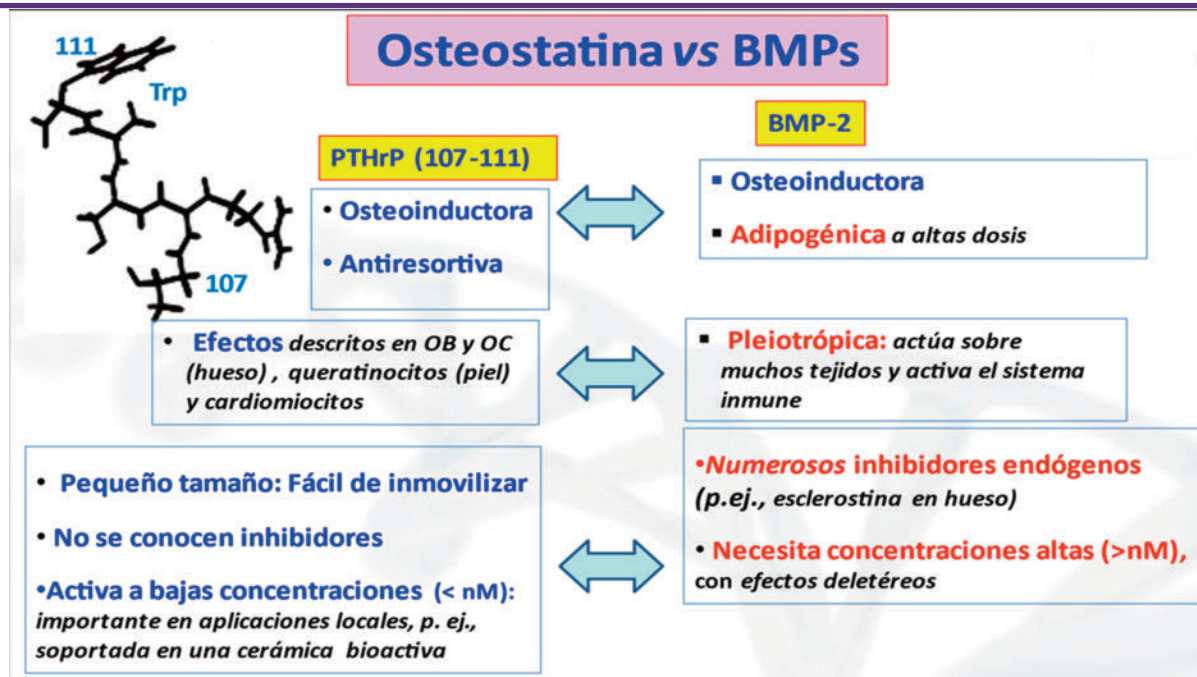 Osteostatina vs BMPs
111
Trp
107
PTHrP (107-111)
BMP-2
• Osteoinductora
• Antiresortiva
▪ Osteoinductora
▪ Adipogénica a altas dosis
• Efectos descritos en OB y OC
(hueso) , queratinocitos (piel)
y cardiomiocitos
▪ Pleiotrópica: actúa sobre
muchos tejidos y activa el sistema
inmune
• Pequeño tamaño: Fácil de inmovilizar
• No se conocen inhibidores
•Activa a bajas concentraciones (< nM):
importante en aplicaciones locales, p. ej.,
soportada en una cerámica bioactiva
•Numerosos inhibidores endógenos
(p.ej., esclerostina en hueso)
• Necesita concentraciones altas (>nM),
con efectos deletéreos